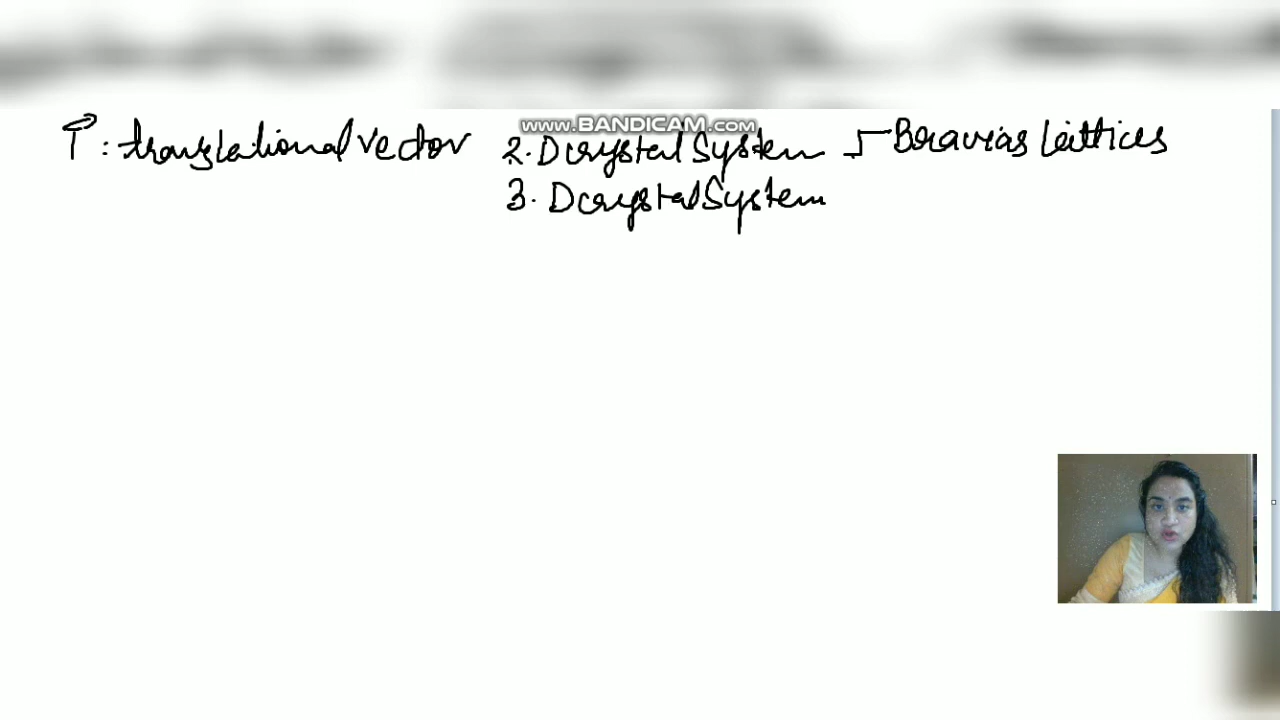 www.BANDICAM.com
T⃗ : translational vector
2. D crystal System 5 Bravias Lattices
3. D crystal System